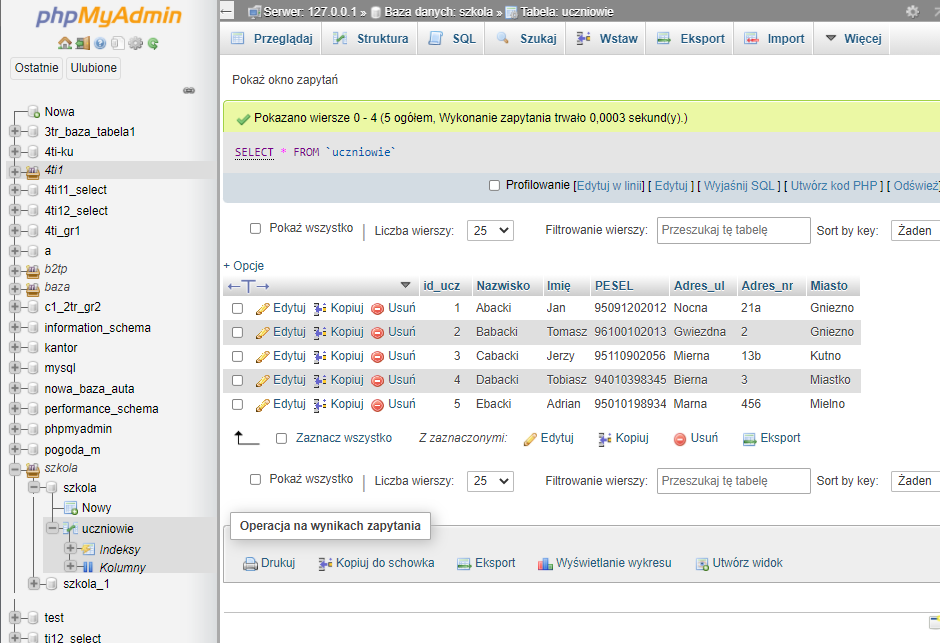 phpMyAdmin
Ostatnie Ulubione
Nowa
3tr_baza_tabela1
4ti-ku
4ti1
4ti11_select
4ti12_select
4ti_gr1
a
b2tp
baza
c1_2tr_gr2
information_schema
kantor
mysql
nowa_baza_auta
performance_schema
phpmyadmin
pogoda_m
szkola
szkola
Nowy
uczniowie
Indeksy
Kolumny
szkola_1
test
ti12_select
Serwer: 127.0.0.1 » Baza danych: szkola » Tabela: uczniowie
Przeglądaj Struktura SQL Szukaj Wstaw Eksport Import Więcej
Pokaż okno zapytań
Pokazano wiersze 0 - 4 (5 ogółem, Wykonanie zapytania trwało 0,0003 sekund(y).)
SELECT * FROM `uczniowie`
Profilowanie [Edytuj w linii] [ Edytuj ] [ Wyjaśnij SQL ] [ Utwórz kod PHP ] [ Odśwież]
Pokaż wszystko | Liczba wierszy: 25 Filtrowanie wierszy: Przeszukaj tę tabelę Sort by key: Żaden
+ Opcje
←T→ id_ucz Nazwisko Imię PESEL Adres_ul Adres_nr Miasto
Edytuj Kopiuj Usuń 1 Abacki Jan 95091202012 Nocna 21a Gniezno
Edytuj Kopiuj Usuń 2 Babacki Tomasz 96100102013 Gwiezdna 2 Gniezno
Edytuj Kopiuj Usuń 3 Cabacki Jerzy 95110902056 Mierna 13b Kutno
Edytuj Kopiuj Usuń 4 Dabacki Tobiasz 94010398345 Bierna 3 Miastko
Edytuj Kopiuj Usuń 5 Ebacki Adrian 95010198934 Marna 456 Mielno
Zaznacz wszystko Z zaznaczonymi: Edytuj Kopiuj Usuń Eksport
Pokaż wszystko | Liczba wierszy: 25 Filtrowanie wierszy: Przeszukaj tę tabelę Sort by key: Żaden
Operacja na wynikach zapytania
Drukuj Kopiuj do schowka Eksport Wyświetlanie wykresu Utwórz widok